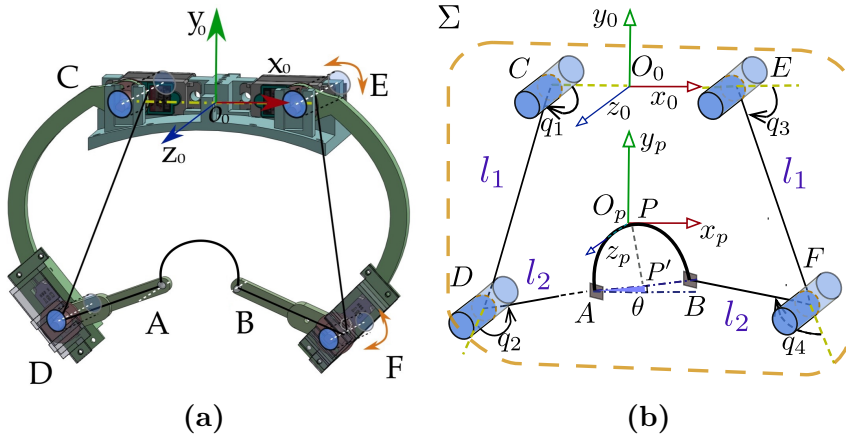 y₀
C
x₀
E
o₀
z₀
A
B
D
F
(a)
Σ
y₀
C
O₀
E
x₀
z₀
q₁
q₃
l₁
l₁
yₚ
Oₚ
P
xₚ
zₚ
D
l₂
P′
F
A
θ
B
l₂
q₂
q₄
(b)